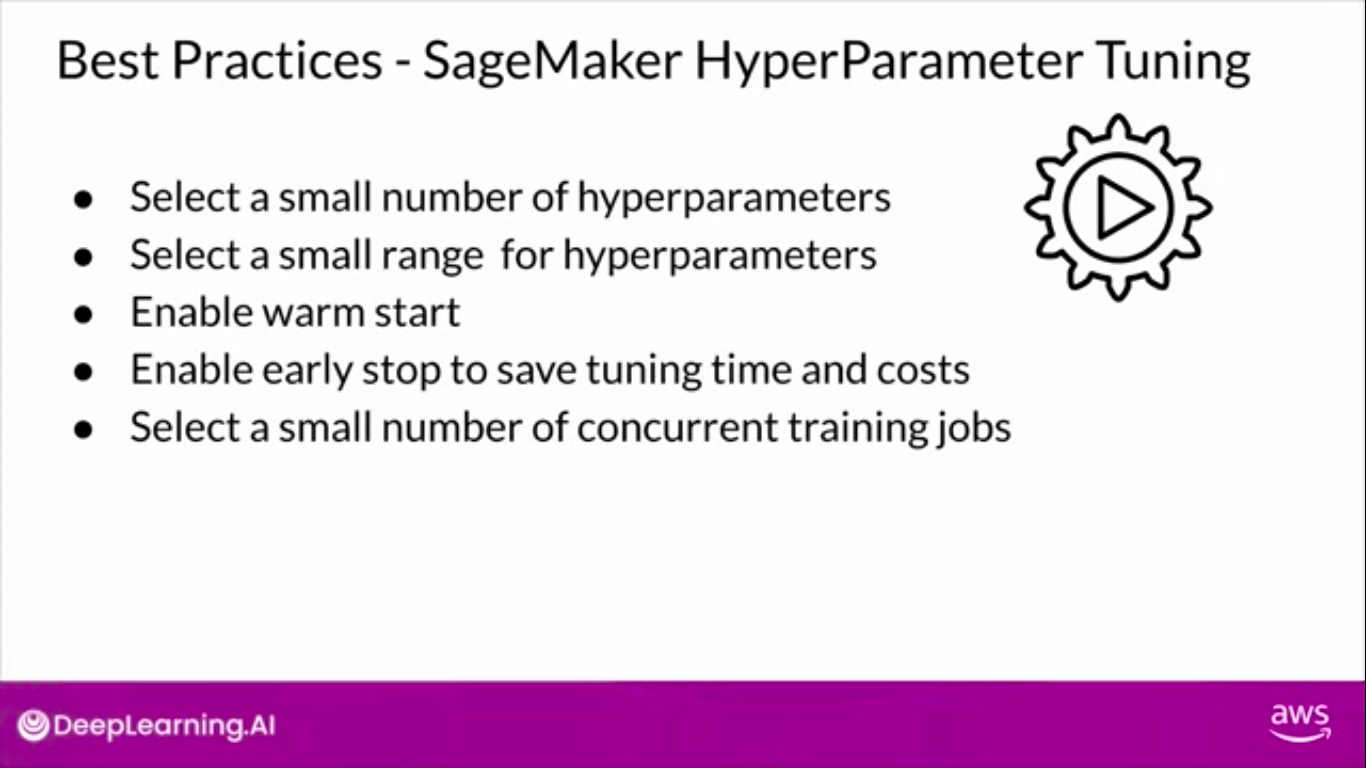 Best Practices - SageMaker HyperParameter Tuning
● Select a small number of hyperparameters
● Select a small range for hyperparameters
● Enable warm start
● Enable early stop to save tuning time and costs
● Select a small number of concurrent training jobs
DeepLearning.AI
aws